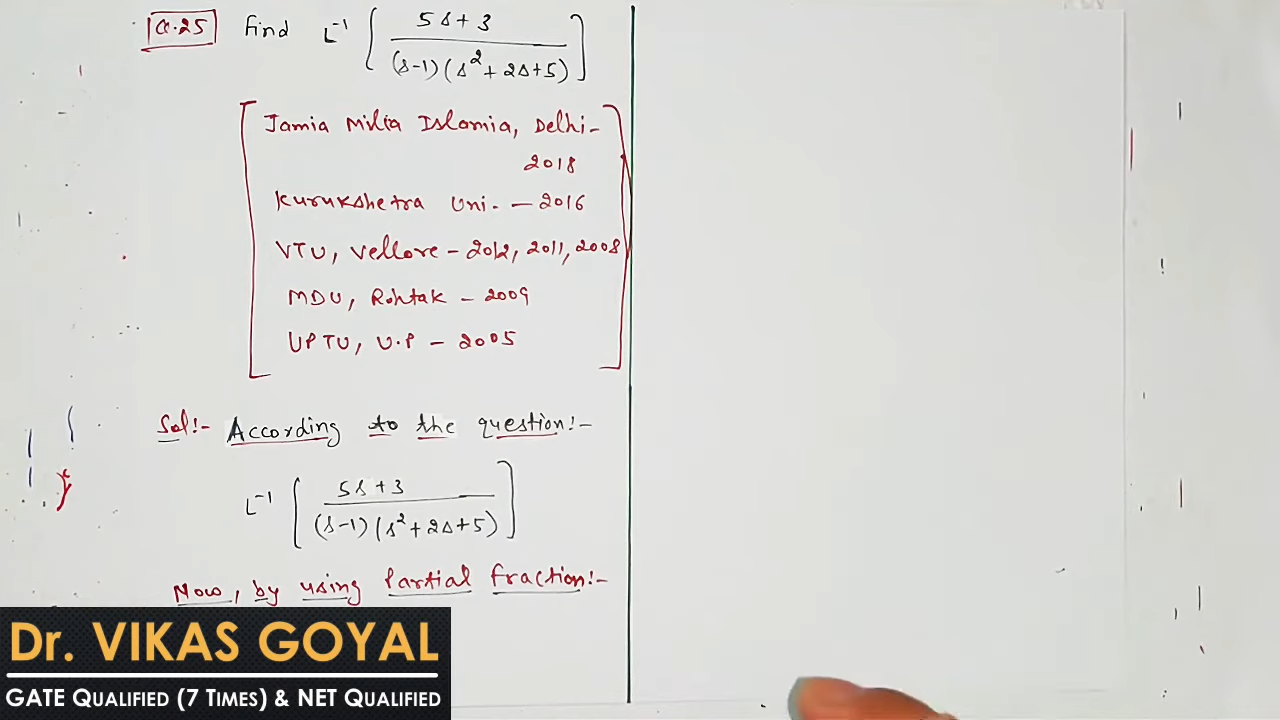 Q.25 Find L⁻¹ [ (5s+3) / ((s-1)(s²+2s+5)) ]
[ Jamia Milia Islamia, Delhi-
2018
Kurukshetra Uni. - 2016
VTU, Vellore - 2012, 2011, 2008
MDU, Rohtak - 2009
UPTU, U.P - 2005 ]
Sol!- According to the question!-
L⁻¹ [ (5s+3) / ((s-1)(s²+2s+5)) ]
Now, by using Partial fraction!-
Dr. VIKAS GOYAL
GATE QUALIFIED (7 TIMES) & NET QUALIFIED